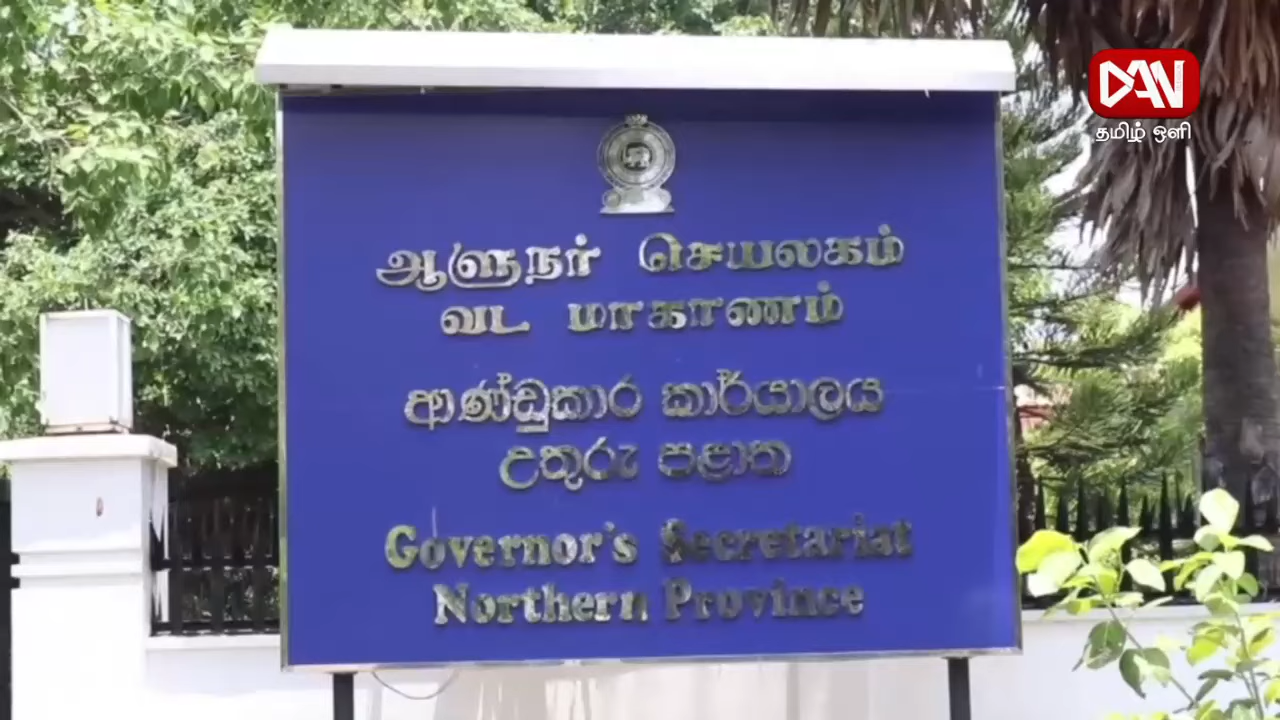 DAN
தமிழ் ஒளி
ஆளுநர் செயலகம்
வட மாகாணம்
ආණ්ඩුකාර කාර්යාලය
උතුරු පළාත
Governor's Secretariat
Northern Province